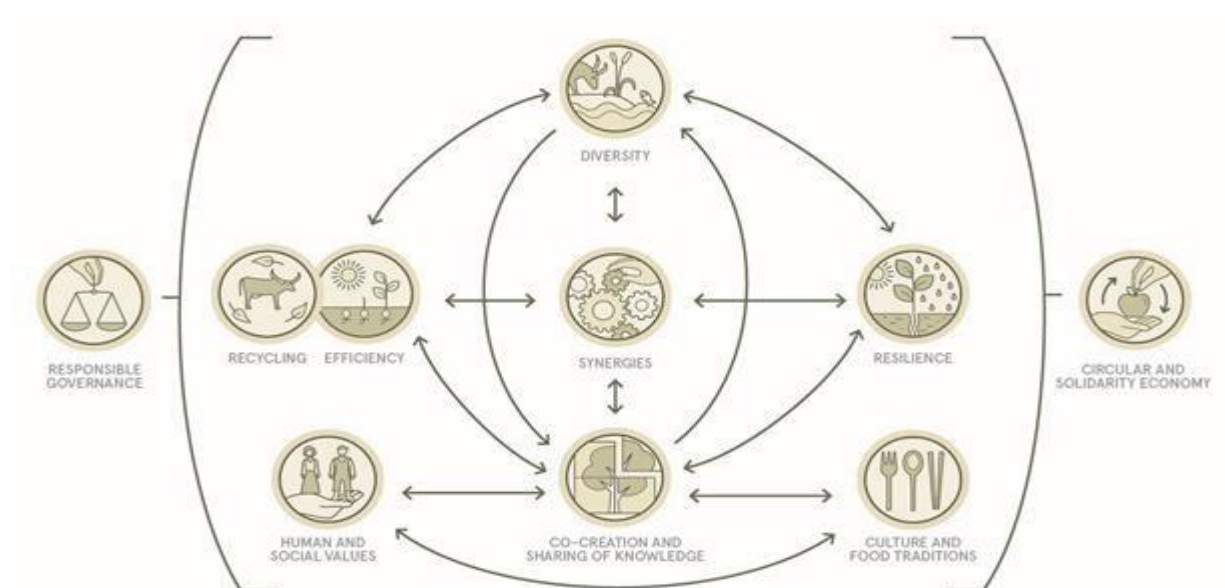 DIVERSITY
RESPONSIBLE
GOVERNANCE
RECYCLING
EFFICIENCY
SYNERGIES
RESILIENCE
CIRCULAR AND
SOLIDARITY ECONOMY
HUMAN AND
SOCIAL VALUES
CO-CREATION AND
SHARING OF KNOWLEDGE
CULTURE AND
FOOD TRADITIONS